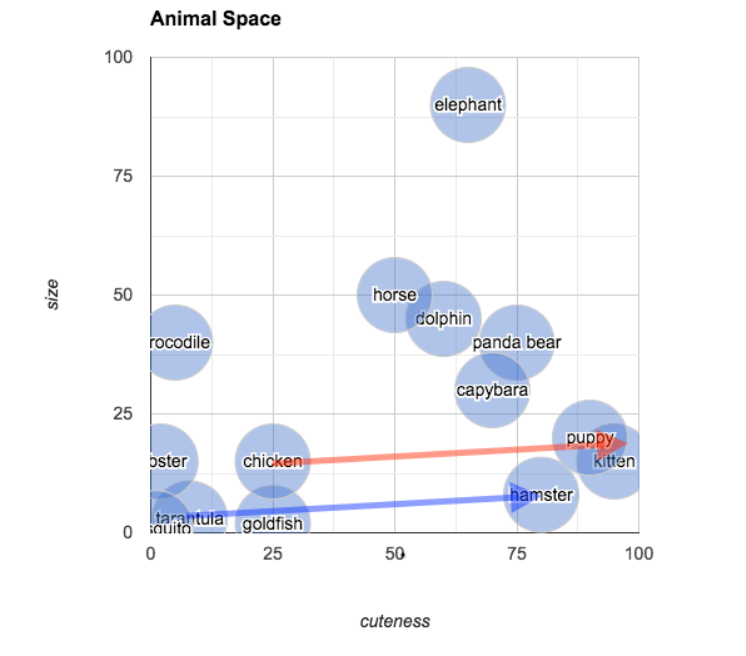 Animal Space
100
elephant
75
size
50
horse
dolphin
rocodile
panda bear
capybara
25
puppy
bster
chicken
kitten
hamster
tarantula
squito
goldfish
0
0 25 50 75 100
cuteness